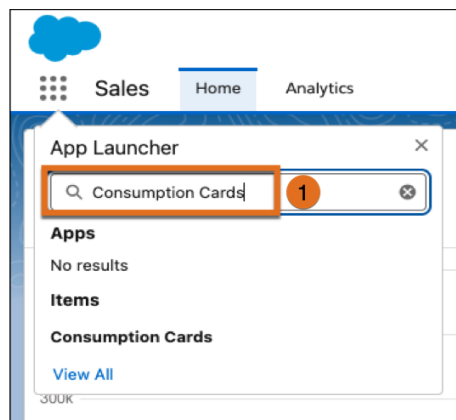 Sales Home Analytics
App Launcher
Consumption Cards 1
Apps
No results
Items
Consumption Cards
View All
300K